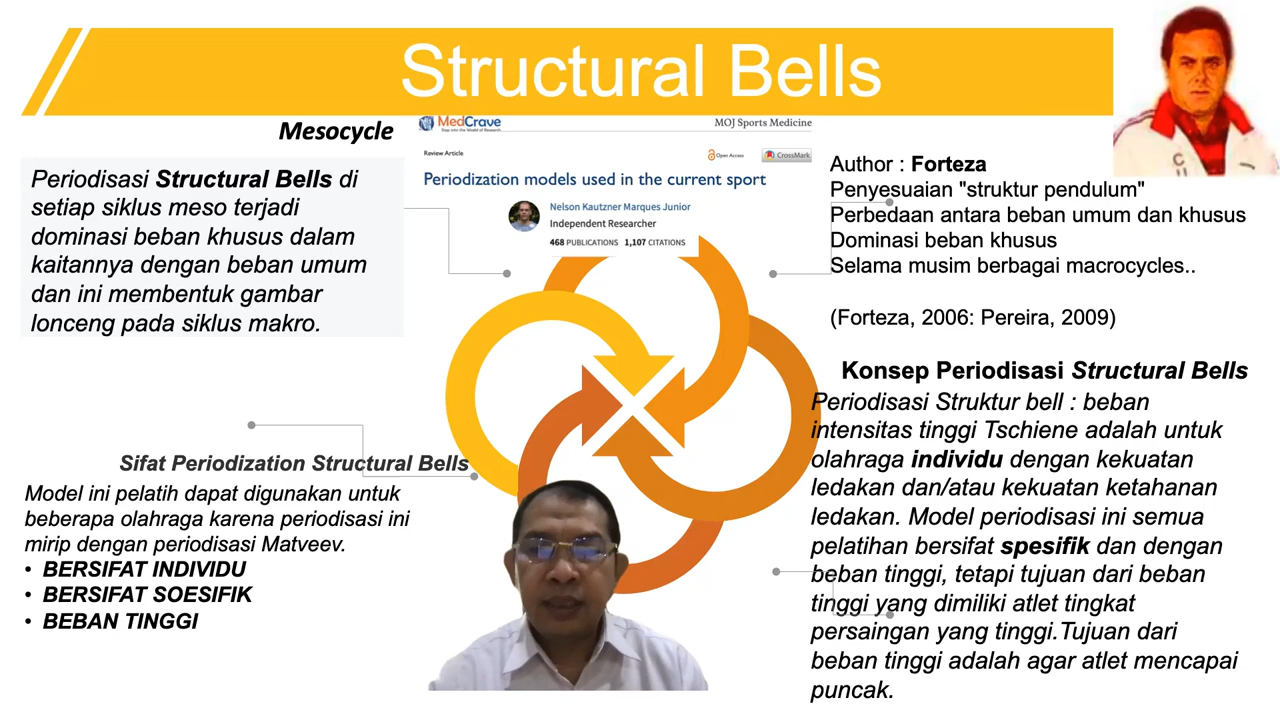 Structural Bells
Mesocycle
Periodisasi Structural Bells di
setiap siklus meso terjadi
dominasi beban khusus dalam
kaitannya dengan beban umum
dan ini membentuk gambar
lonceng pada siklus makro.
MedCrave
Step into the World of Research
MOJ Sports Medicine
Review Article
Open Access
CrossMark
Periodization models used in the current sport
Nelson Kautzner Marques Junior
Independent Researcher
468 PUBLICATIONS 1,107 CITATIONS
Author : Forteza
Penyesuaian "struktur pendulum"
Perbedaan antara beban umum dan khusus
Dominasi beban khusus
Selama musim berbagai macrocycles..
(Forteza, 2006: Pereira, 2009)
Sifat Periodization Structural Bells
Model ini pelatih dapat digunakan untuk
beberapa olahraga karena periodisasi ini
mirip dengan periodisasi Matveev.
• BERSIFAT INDIVIDU
• BERSIFAT SOESIFIK
• BEBAN TINGGI
Konsep Periodisasi Structural Bells
Periodisasi Struktur bell : beban
intensitas tinggi Tschiene adalah untuk
olahraga individu dengan kekuatan
ledakan dan/atau kekuatan ketahanan
ledakan. Model periodisasi ini semua
pelatihan bersifat spesifik dan dengan
beban tinggi, tetapi tujuan dari beban
tinggi yang dimiliki atlet tingkat
persaingan yang tinggi.Tujuan dari
beban tinggi adalah agar atlet mencapai
puncak.